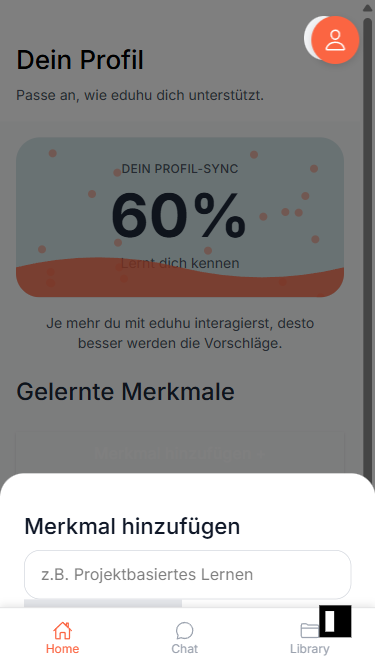 Dein Profil
Passe an, wie eduhu dich unterstützt.
DEIN PROFIL-SYNC
60%
Lernt dich kennen
Je mehr du mit eduhu interagierst, desto
besser werden die Vorschläge.
Gelernte Merkmale
Merkmal hinzufügen
z.B. Projektbasiertes Lernen
Home
Chat
Library